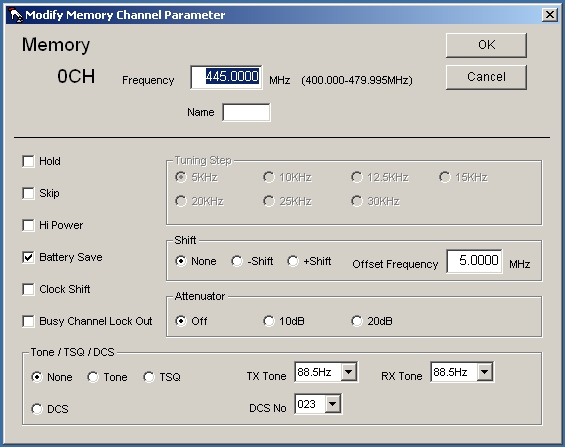 Modify Memory Channel Parameter
Memory OK
0CH Frequency 445.0000 MHz (400.000-479.995MHz) Cancel
Name
Hold Tuning Step
5KHz 10KHz 12.5KHz 15KHz
Skip 20KHz 25KHz 30KHz
Hi Power Shift
Battery Save None -Shift +Shift Offset Frequency 5.0000 MHz
Clock Shift Attenuator
Busy Channel Lock Out Off 10dB 20dB
Tone / TSQ / DCS
None Tone TSQ TX Tone 88.5Hz RX Tone 88.5Hz
DCS DCS No 023